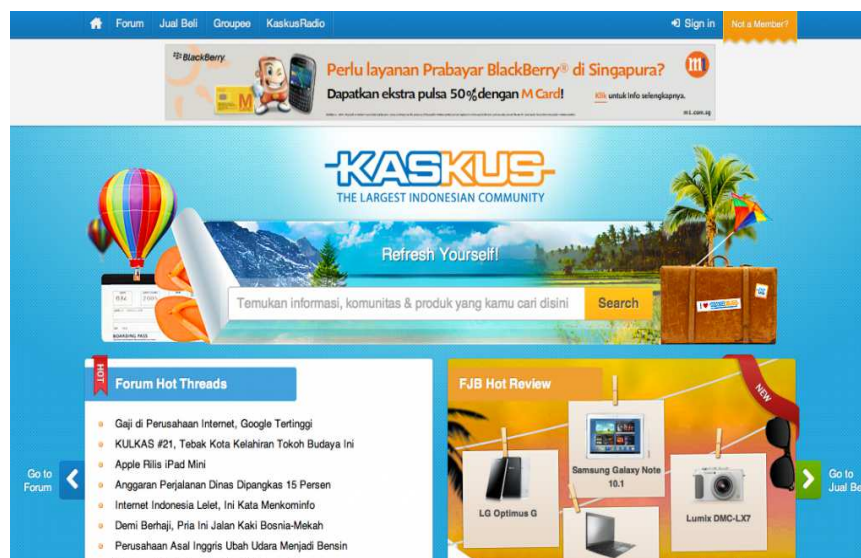 Forum Jual Beli Groupee KaskusRadio Sign in Not a Member?
BlackBerry
Perlu layanan Prabayar BlackBerry® di Singapura?
Dapatkan ekstra pulsa 50% dengan M Card!
Klik untuk info selengkapnya.
m1.com.sg
KASKUS
THE LARGEST INDONESIAN COMMUNITY
Refresh Yourself!
Temukan informasi, komunitas & produk yang kamu cari disini Search
BOARDING PASS
HOT
Forum Hot Threads
Gaji di Perusahaan Internet, Google Tertinggi
KULKAS #21, Tebak Kota Kelahiran Tokoh Budaya Ini
Apple Rilis iPad Mini
Anggaran Perjalanan Dinas Dipangkas 15 Persen
Internet Indonesia Lelet, Ini Kata Menkominfo
Demi Berhaji, Pria Ini Jalan Kaki Bosnia-Mekah
Perusahaan Asal Inggris Ubah Udara Menjadi Bensin
Go to
Forum
FJB Hot Review
NEW
Samsung Galaxy Note
10.1
LG Optimus G
Lumix DMC-LX7
Go to
Jual Be